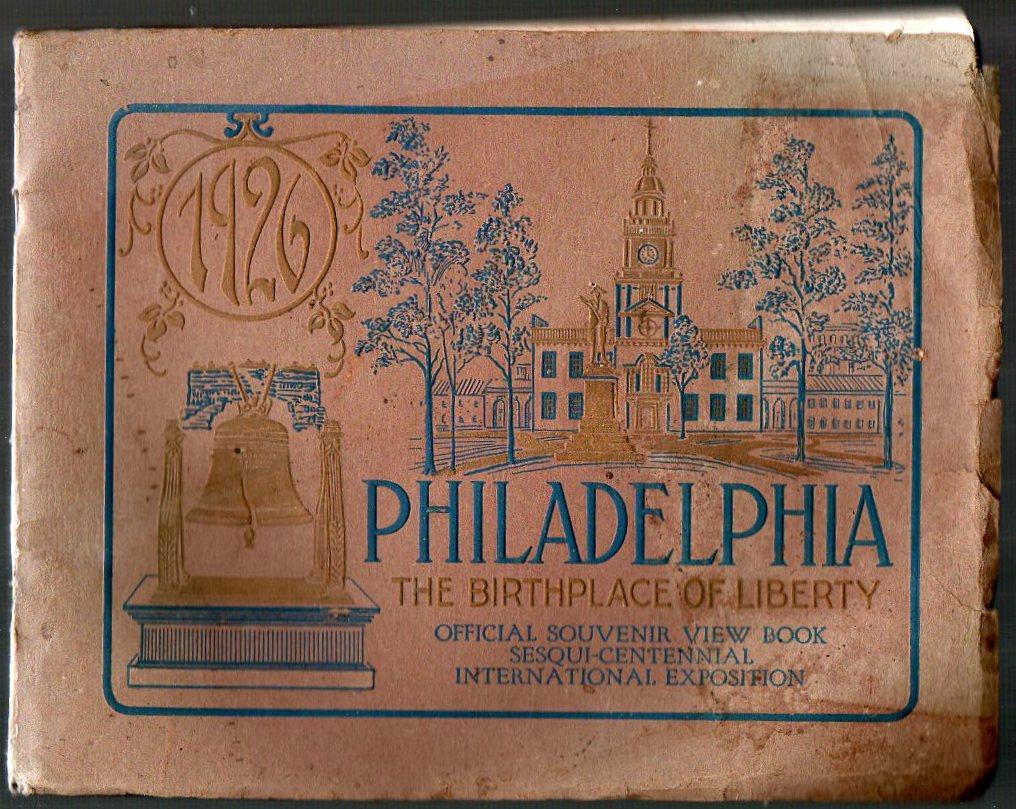 1926
PHILADELPHIA
THE BIRTHPLACE OF LIBERTY
OFFICIAL SOUVENIR VIEW BOOK
SESQUI-CENTENNIAL
INTERNATIONAL EXPOSITION